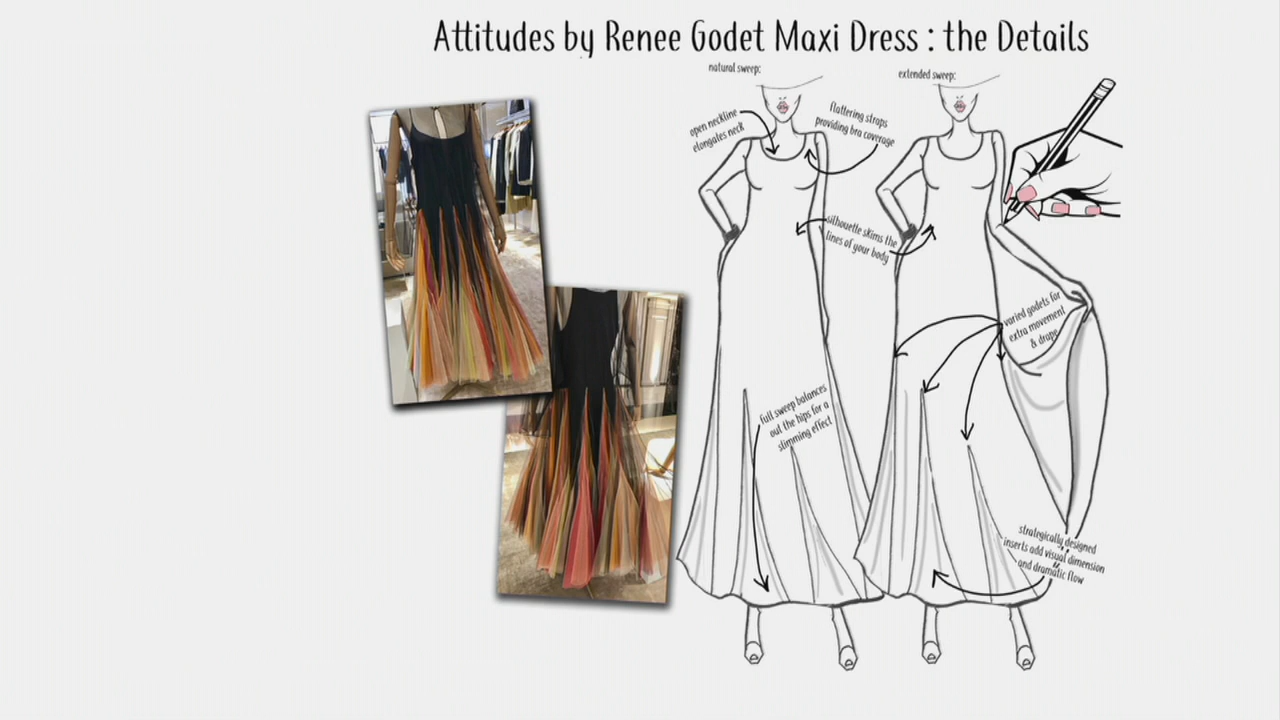 Attitudes by Renee Godet Maxi Dress : the Details
natural sweep:
extended sweep:
open neckline
elongates neck
flattering straps
providing bra coverage
silhouette skims the
lines of your body
varied godets for
extra movement
& drape
full sweep balances
out the hips for a
slimming effect
strategically designed
inserts add visual dimension
and dramatic flow